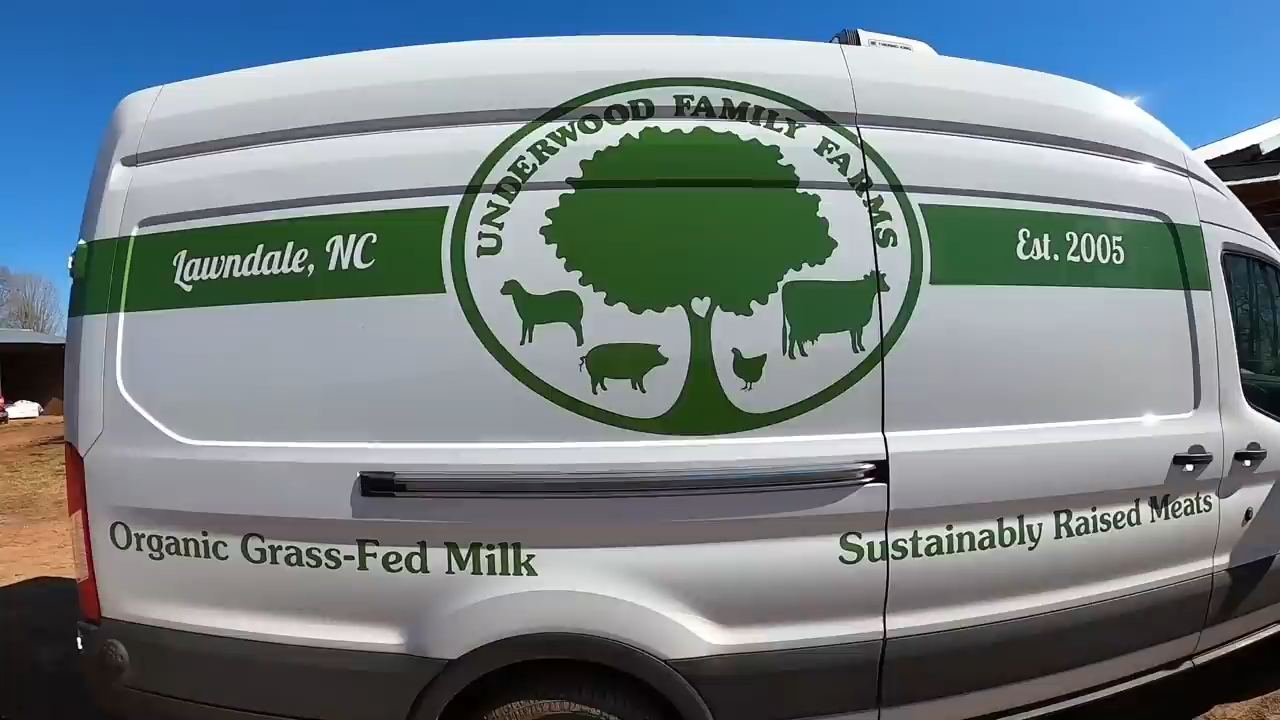 UNDERWOOD FAMILY FARMS
Lawndale, NC
Est. 2005
Organic Grass-Fed Milk
Sustainably Raised Meats